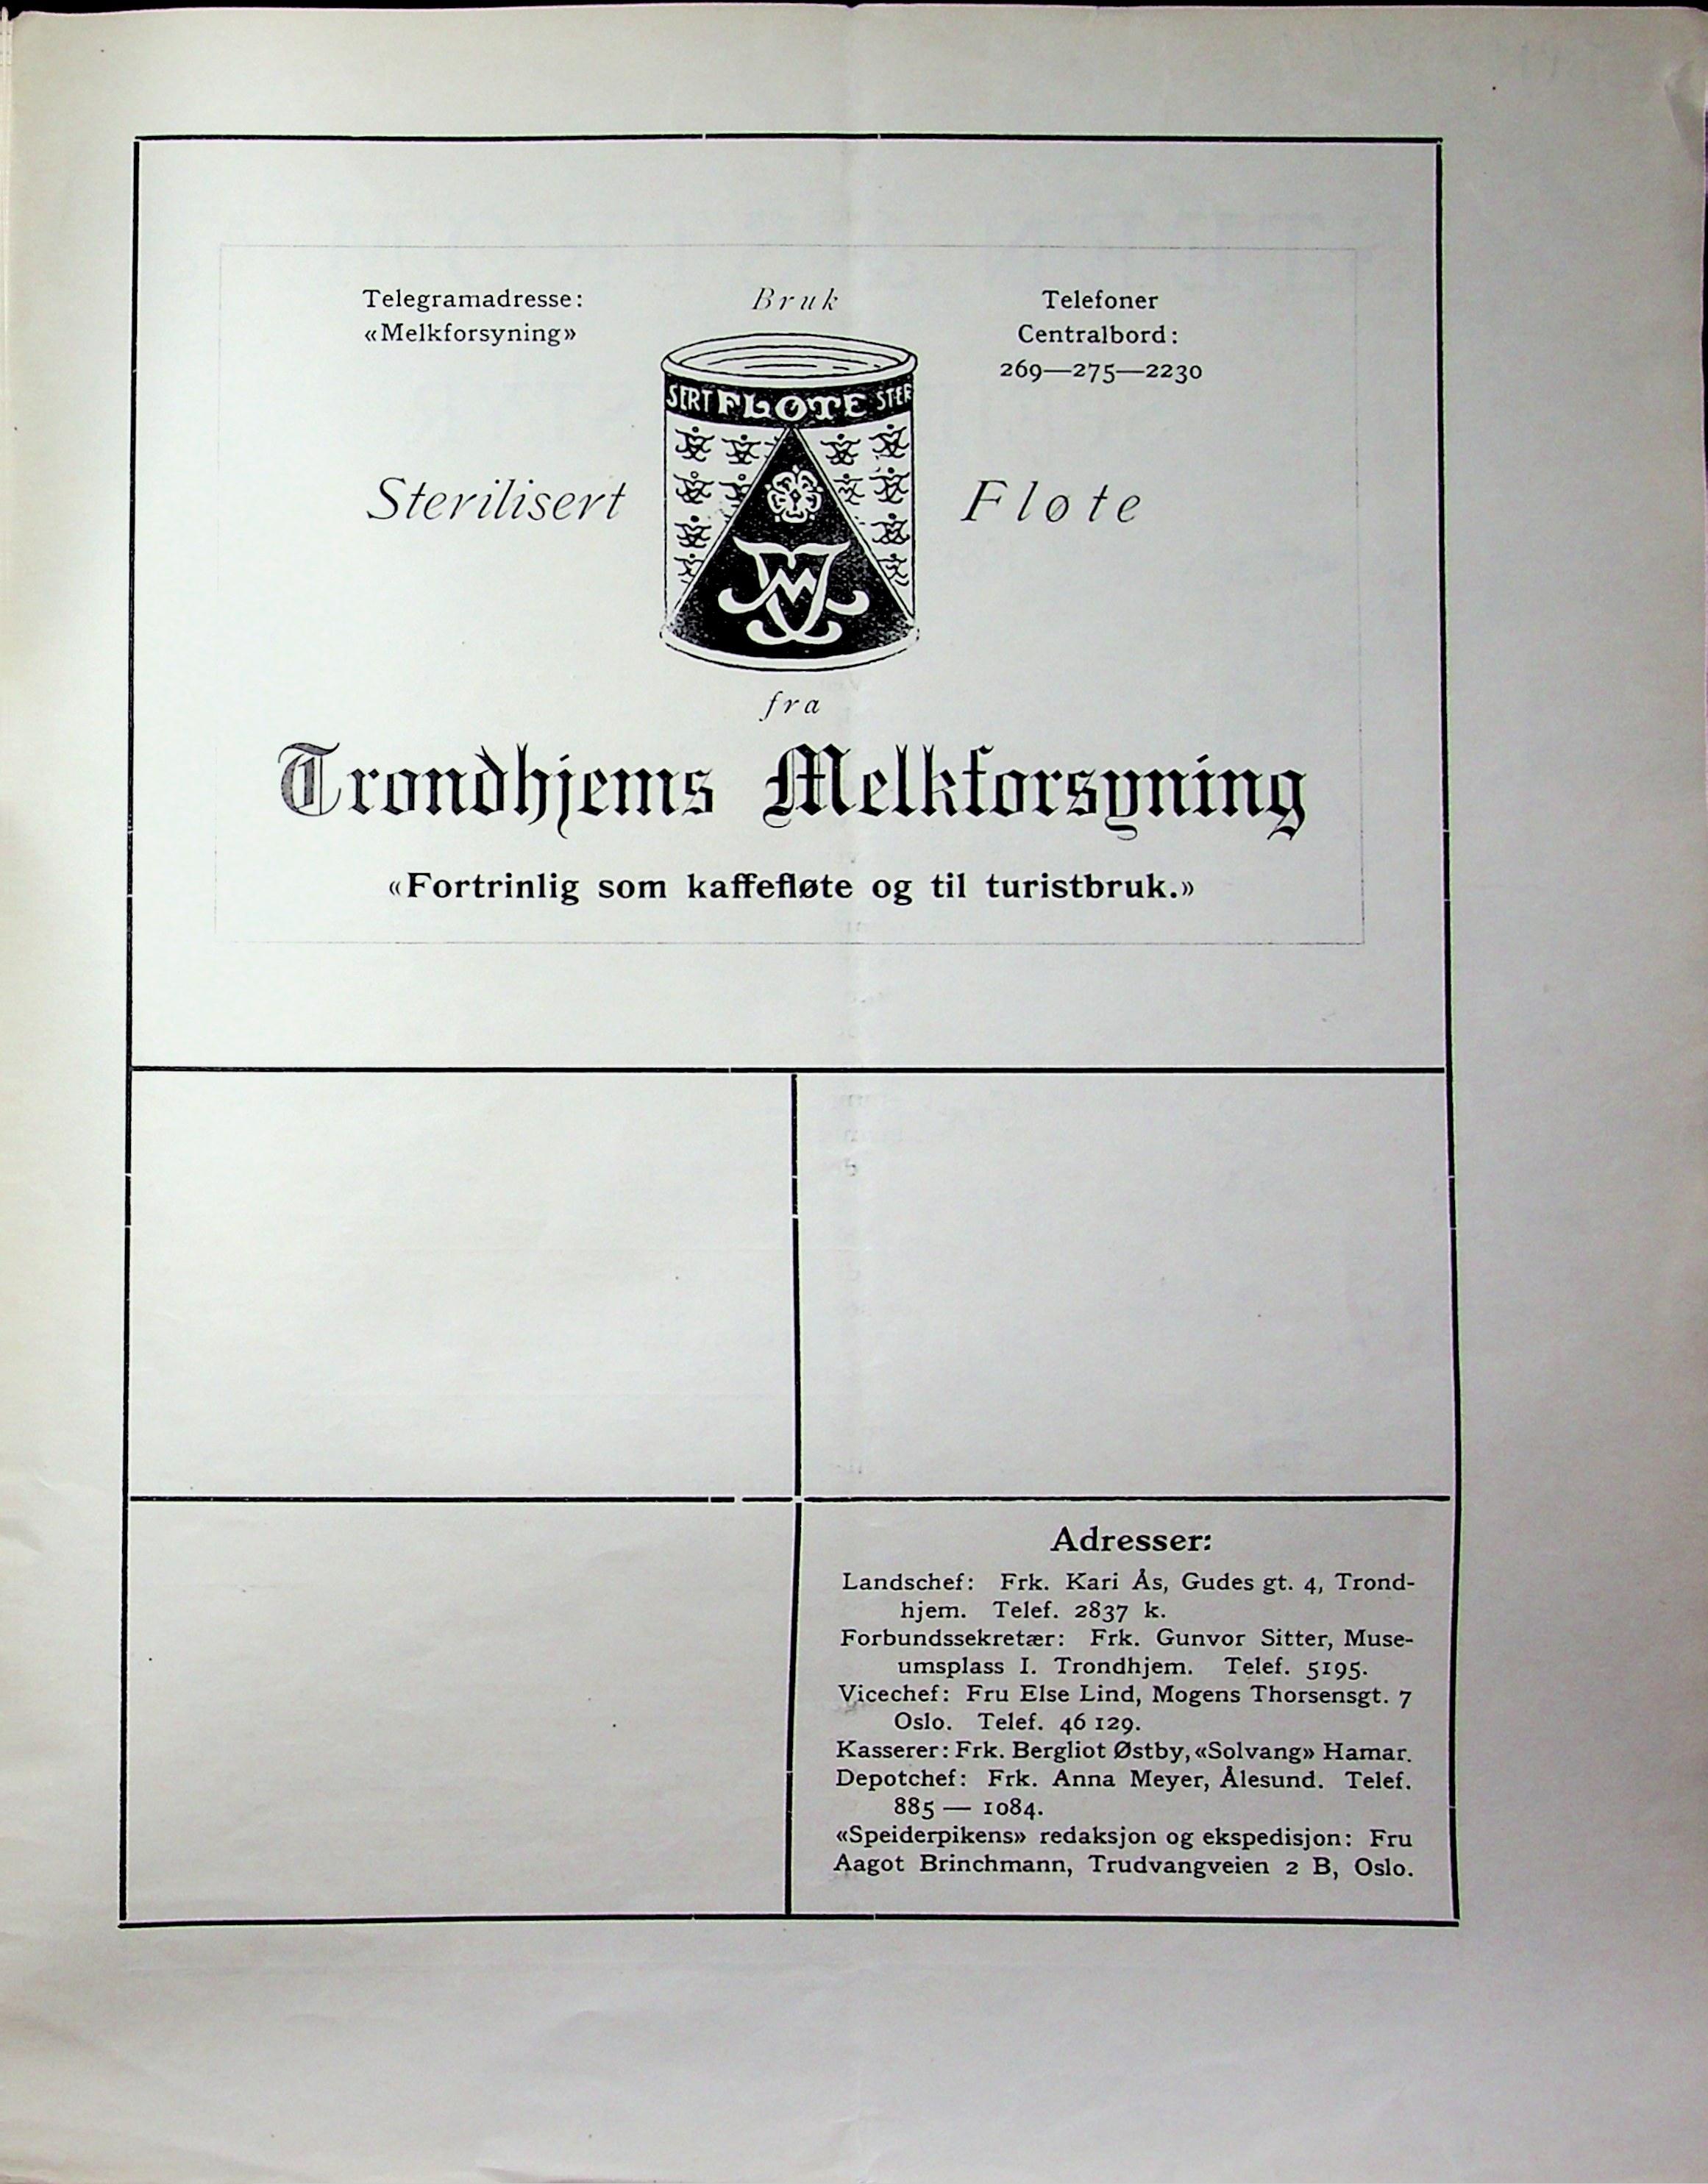 Telegramadresse:
«Melkforsyning»
Bruk
Telefoner
Centralbord:
269—275—2230
SERT FLØTE STER
Sterilisert
Fløte
fra
Trondhjems Melkforsyning
«Fortrinlig som kaffefløte og til turistbruk.»
Adresser:
Landschef: Frk. Kari Ås, Gudes gt. 4, Trond-
hjem. Telef. 2837 k.
Forbundssekretær: Frk. Gunvor Sitter, Muse-
umsplass I. Trondhjem. Telef. 5195.
Vicechef: Fru Else Lind, Mogens Thorsensgt. 7
Oslo. Telef. 46 129.
Kasserer: Frk. Bergliot Østby, «Solvang» Hamar.
Depotchef: Frk. Anna Meyer, Ålesund. Telef.
885 — 1084.
«Speiderpikens» redaksjon og ekspedisjon: Fru
Aagot Brinchmann, Trudvangveien 2 B, Oslo.